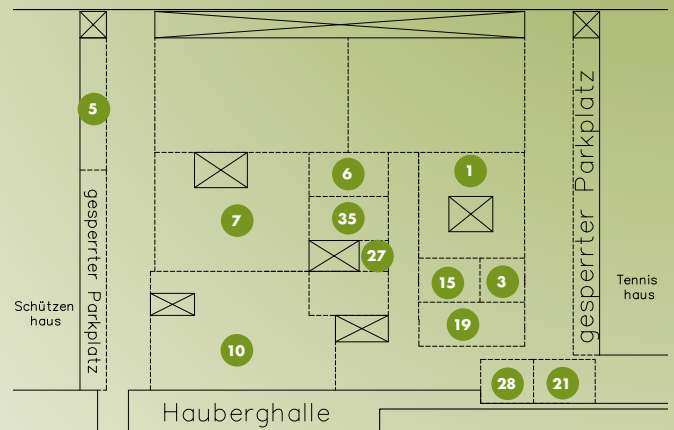 5
gesperrter Parkplatz
6
1
7
35
27
15
3
19
10
28
21
gesperrter Parkplatz
Schützen
haus
Tennis
haus
Hauberghalle